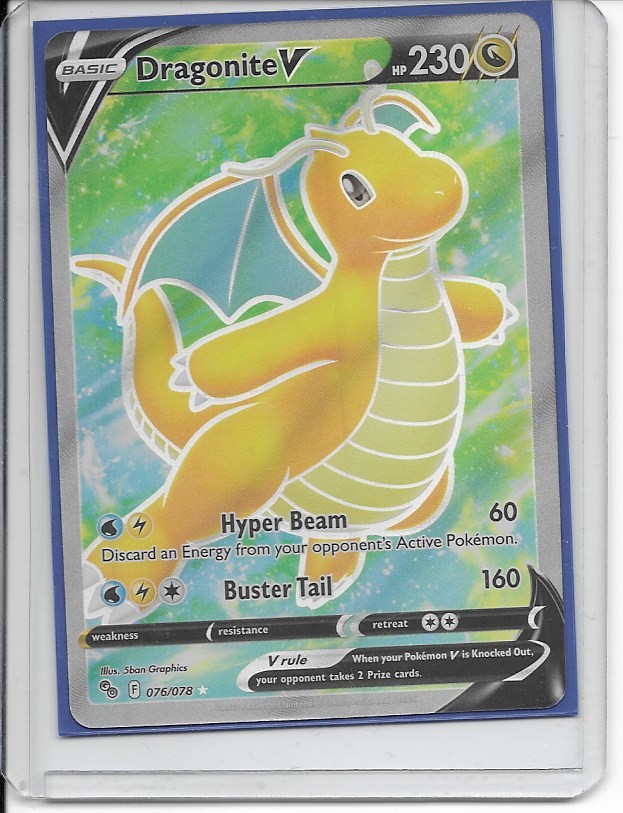 BASIC Dragonite V HP 230
Hyper Beam 60
Discard an Energy from your opponent's Active Pokémon.
Buster Tail 160
weakness resistance retreat
V rule When your Pokémon V is Knocked Out,
your opponent takes 2 Prize cards.
Illus. 5ban Graphics
GO F 076/078